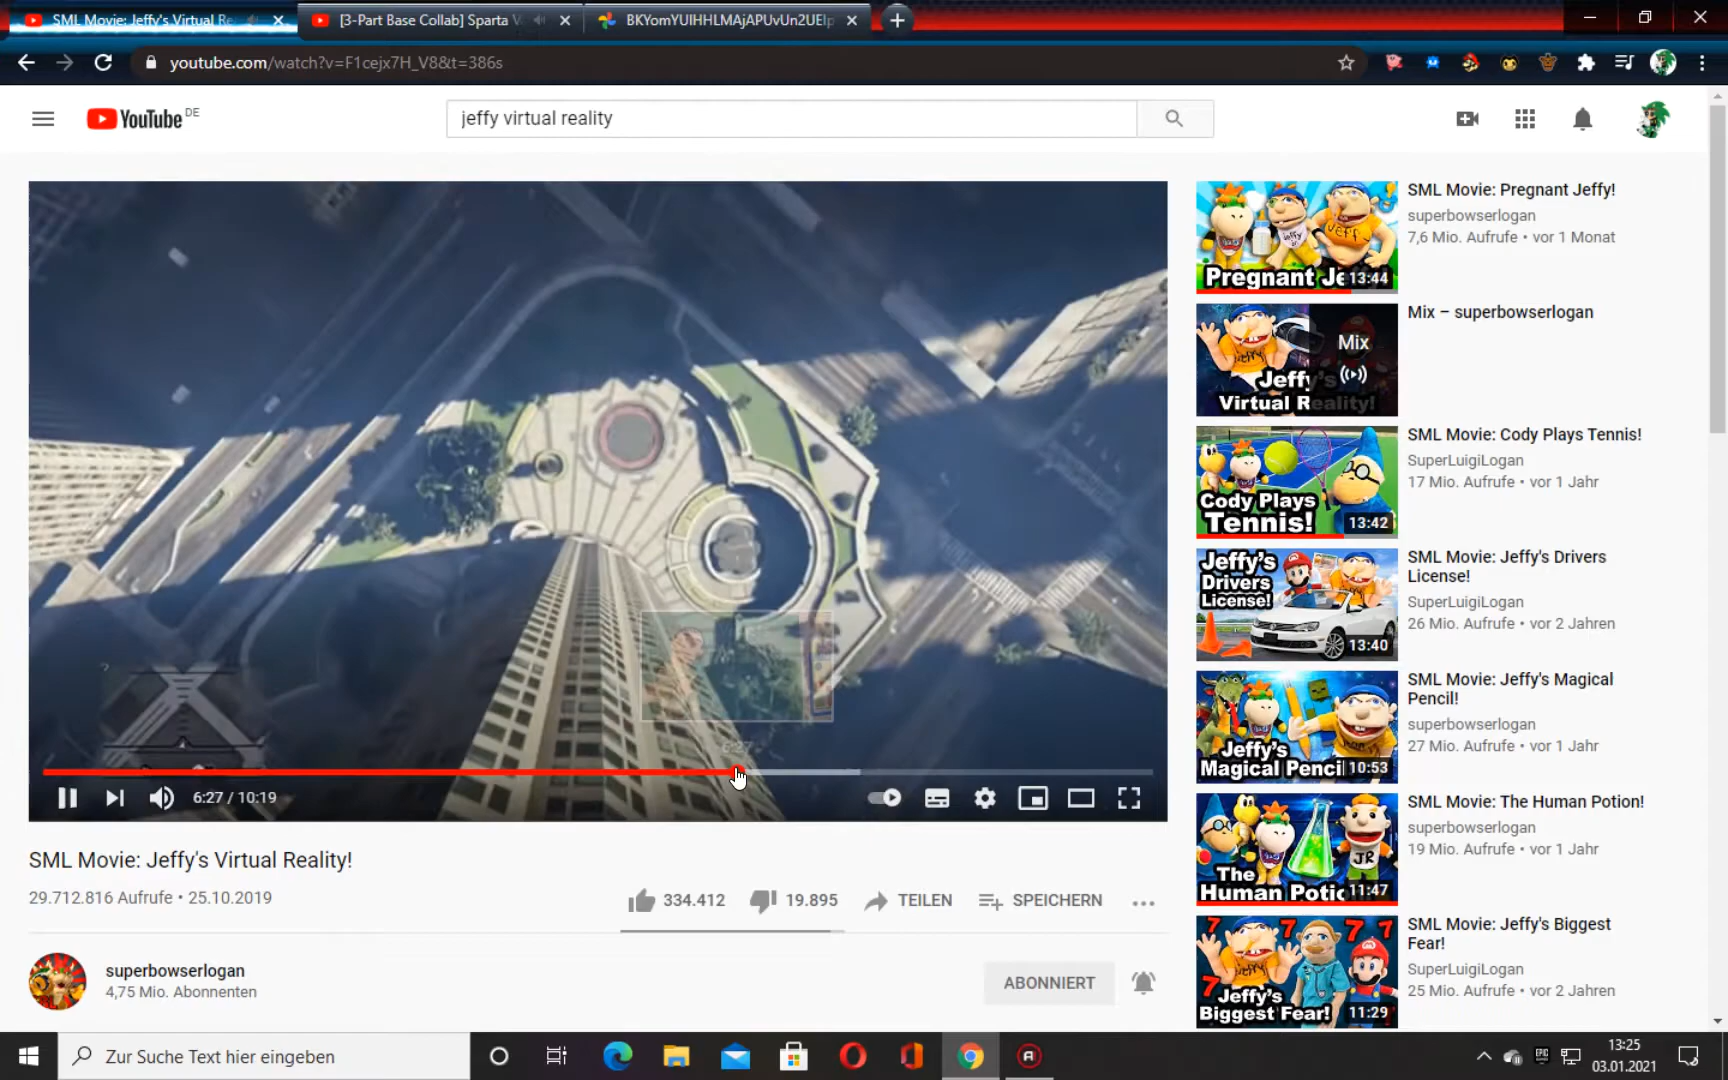 SML Movie: Jeffy's Virtual Re
[3-Part Base Collab] Sparta V
BKYomYUIHHLMAjAPUvUn2UEIp
youtube.com/watch?v=F1cejx7H_V8&t=386s
YouTube DE
jeffy virtual reality
6:27
6:27 / 10:19
SML Movie: Jeffy's Virtual Reality!
29.712.816 Aufrufe • 25.10.2019
334.412
19.895
TEILEN
SPEICHERN
superbowserlogan
4,75 Mio. Abonnenten
ABONNIERT
Pregnant Je
13:44
SML Movie: Pregnant Jeffy!
superbowserlogan
7,6 Mio. Aufrufe • vor 1 Monat
Mix
Jeffy's
Virtual Reality!
Mix – superbowserlogan
Cody Plays
Tennis!
13:42
SML Movie: Cody Plays Tennis!
SuperLuigiLogan
17 Mio. Aufrufe • vor 1 Jahr
Jeffy's
Drivers
License!
13:40
SML Movie: Jeffy's Drivers
License!
SuperLuigiLogan
26 Mio. Aufrufe • vor 2 Jahren
Jeffy's
Magical Pencil
10:53
SML Movie: Jeffy's Magical
Pencil!
superbowserlogan
27 Mio. Aufrufe • vor 1 Jahr
JR
The
Human Potio
11:47
SML Movie: The Human Potion!
superbowserlogan
19 Mio. Aufrufe • vor 1 Jahr
7 7 7
7
Jeffy's
Biggest Fear!
11:29
SML Movie: Jeffy's Biggest
Fear!
SuperLuigiLogan
25 Mio. Aufrufe • vor 2 Jahren
Zur Suche Text hier eingeben
13:25
03.01.2021